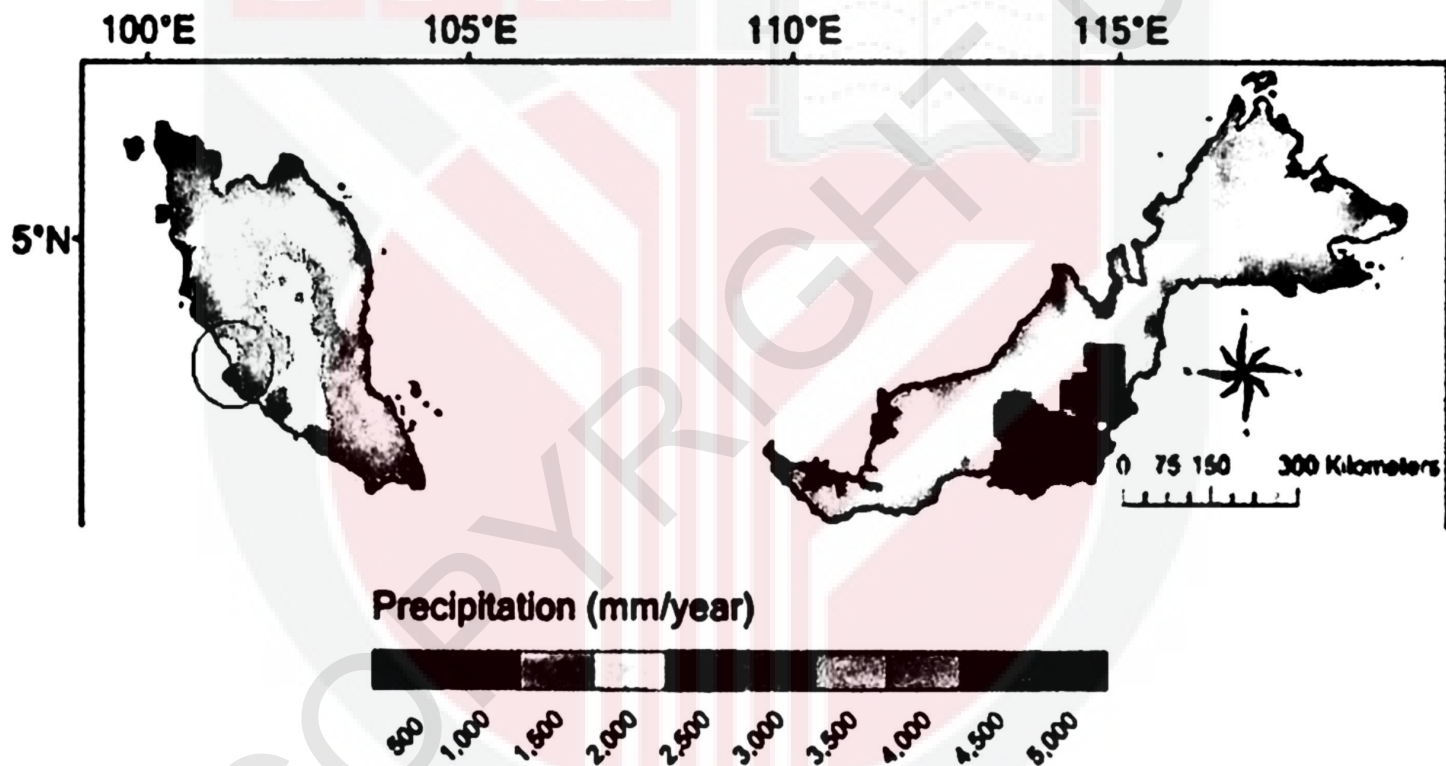 100°E 105°E 110°E 115°E
5°N
0 75 150 300 Kilometers
Precipitation (mm/year)
500 1,000 1,500 2,000 2,500 3,000 3,500 4,000 4,500 5,000
COPYRIGHT U